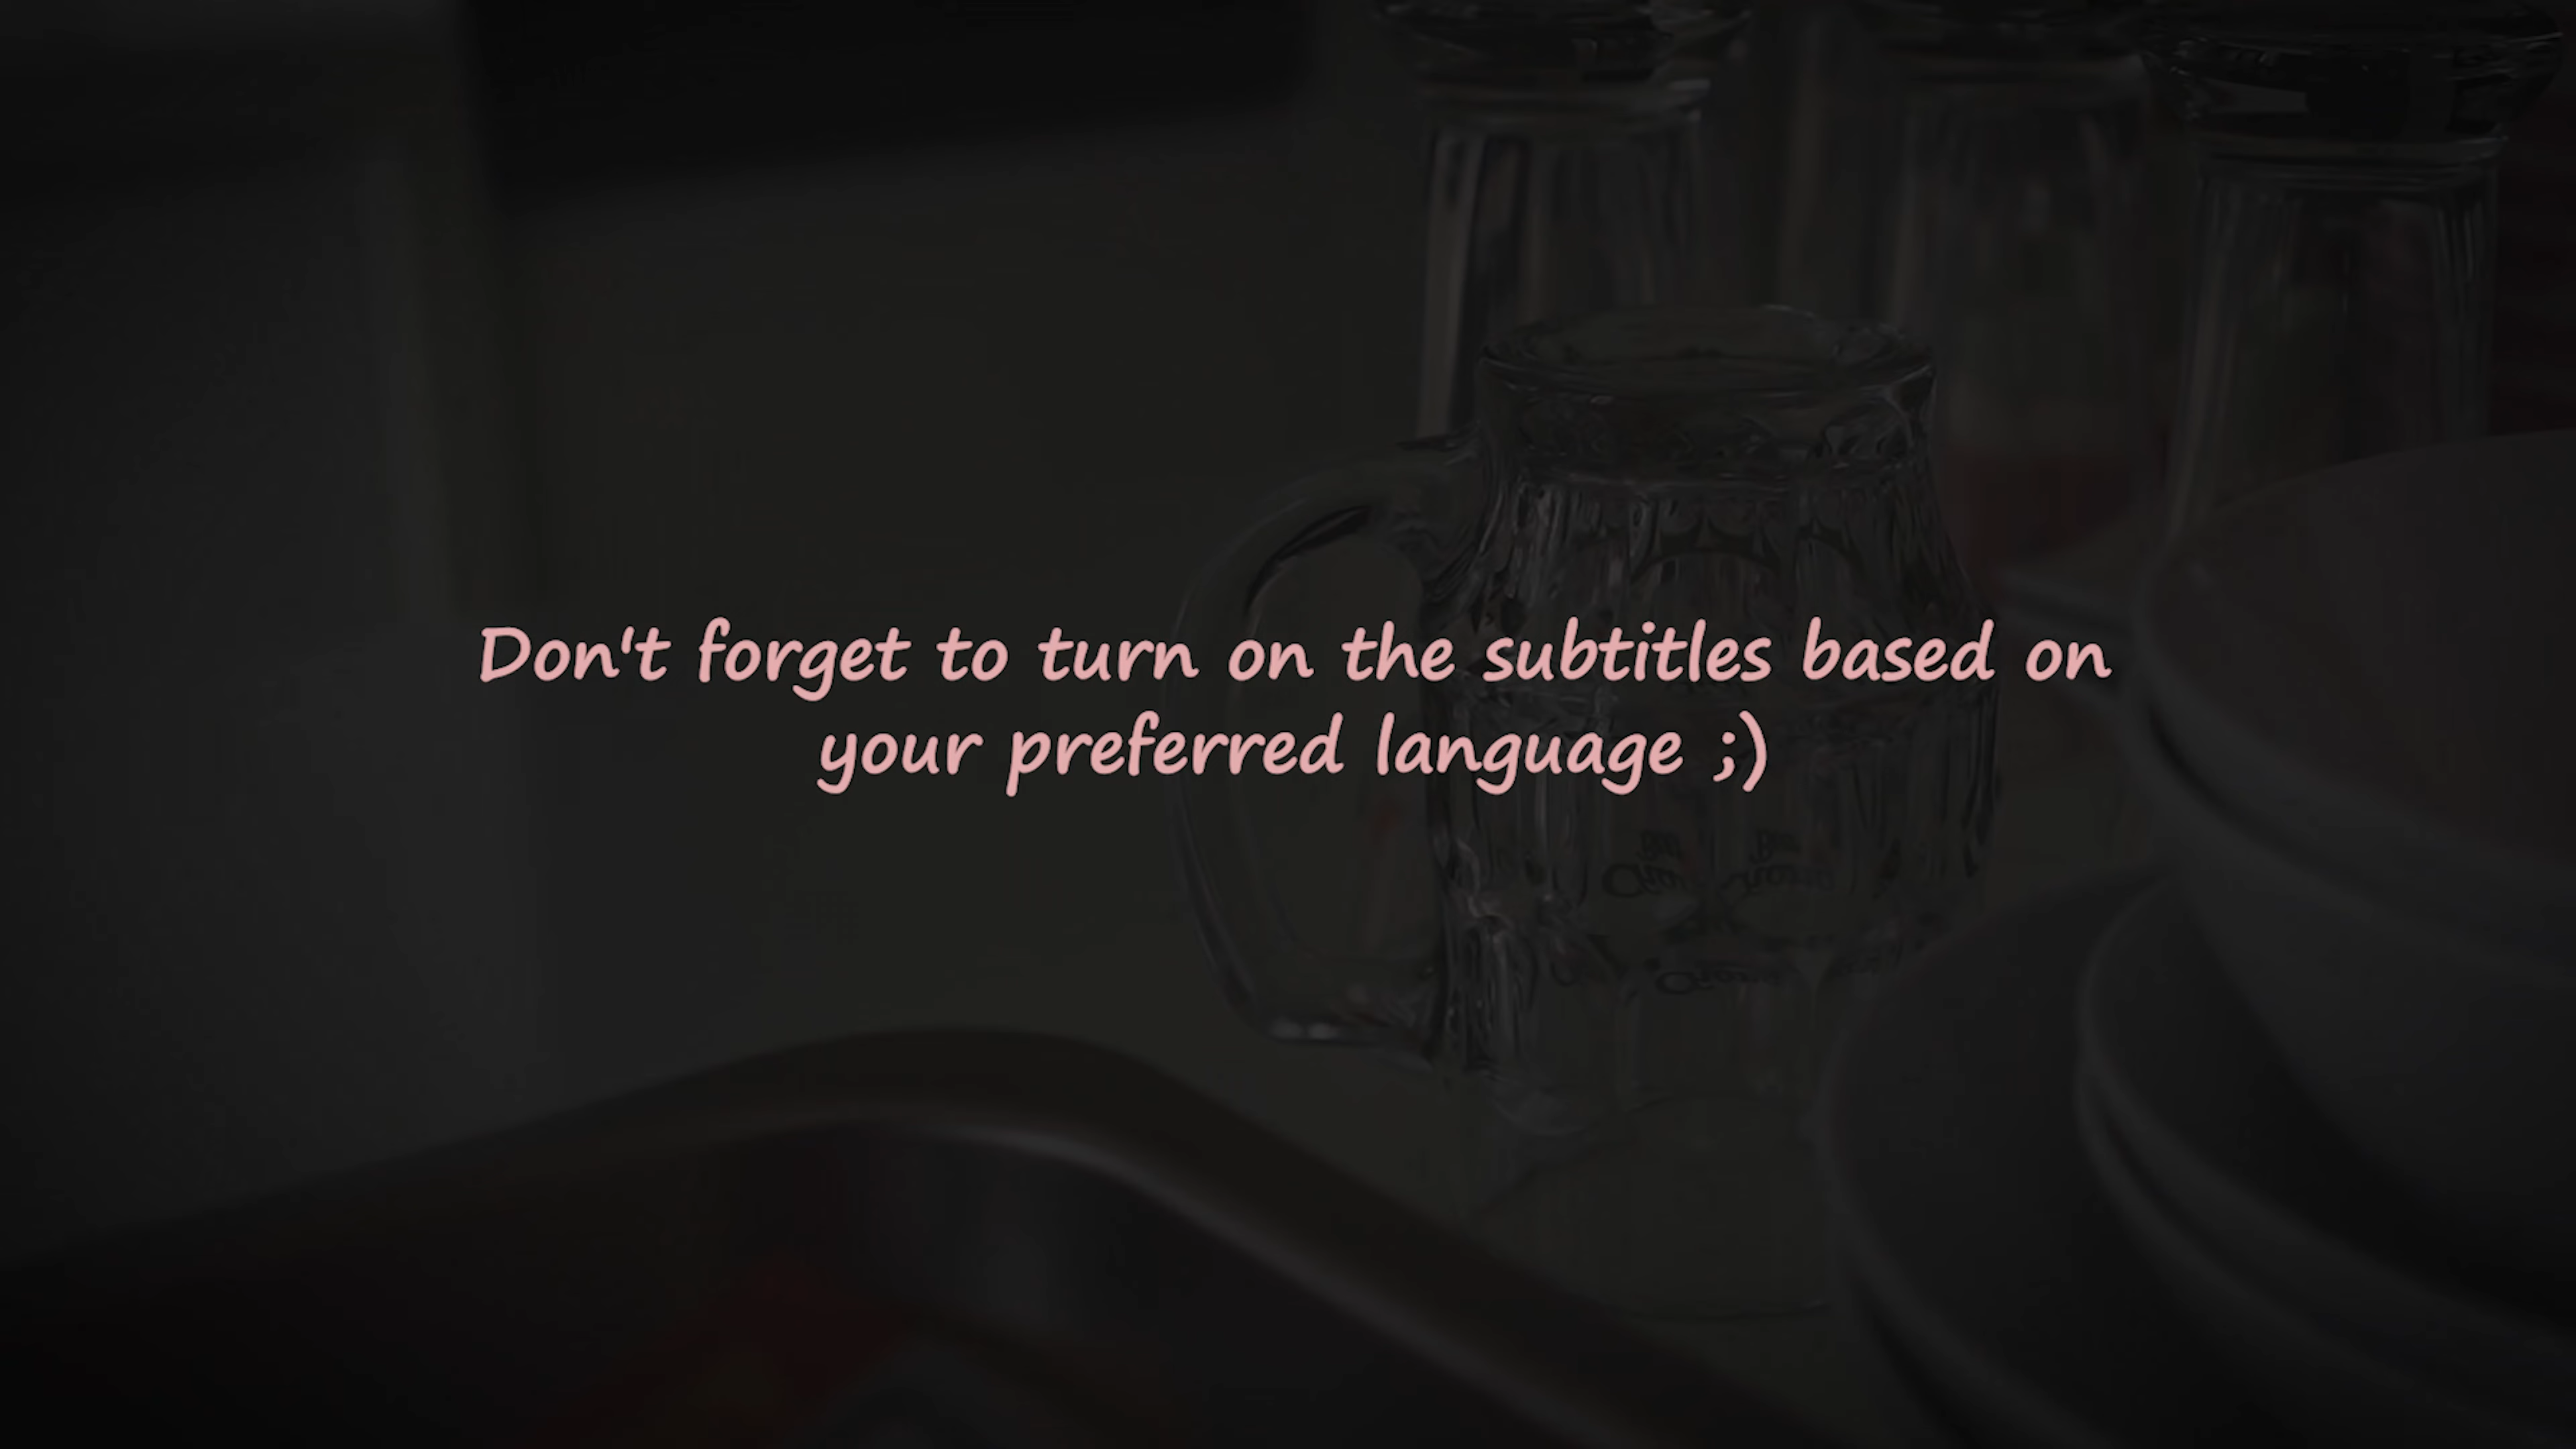 Don't forget to turn on the subtitles based on
your preferred language ;)